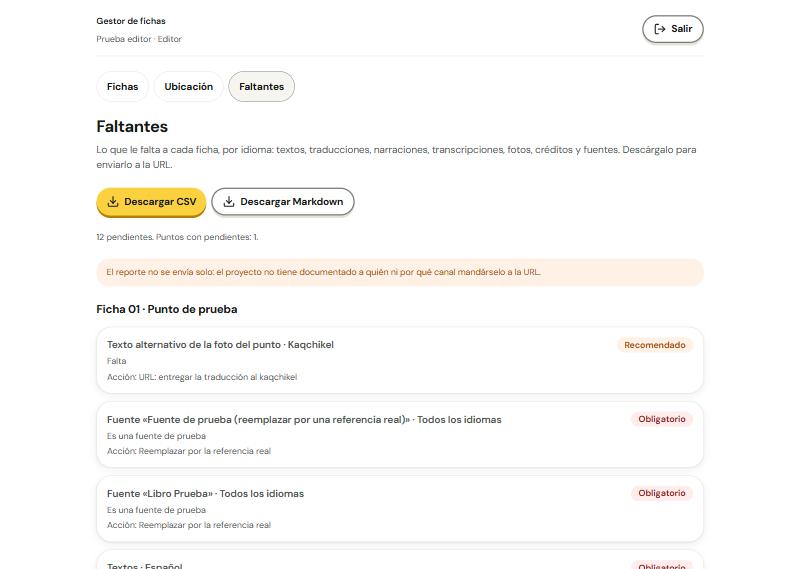 Gestor de fichas
Prueba editor · Editor
Salir
Fichas
Ubicación
Faltantes
Faltantes
Lo que le falta a cada ficha, por idioma: textos, traducciones, narraciones, transcripciones, fotos, créditos y fuentes. Descárgalo para
enviarlo a la URL.
Descargar CSV
Descargar Markdown
12 pendientes. Puntos con pendientes: 1.
El reporte no se envía solo: el proyecto no tiene documentado a quién ni por qué canal mandárselo a la URL.
Ficha 01 · Punto de prueba
Texto alternativo de la foto del punto · Kaqchikel
Recomendado
Falta
Acción: URL: entregar la traducción al kaqchikel
Fuente «Fuente de prueba (reemplazar por una referencia real)» · Todos los idiomas
Obligatorio
Es una fuente de prueba
Acción: Reemplazar por la referencia real
Fuente «Libro Prueba» · Todos los idiomas
Obligatorio
Es una fuente de prueba
Acción: Reemplazar por la referencia real
Textos · Español
Obligatorio